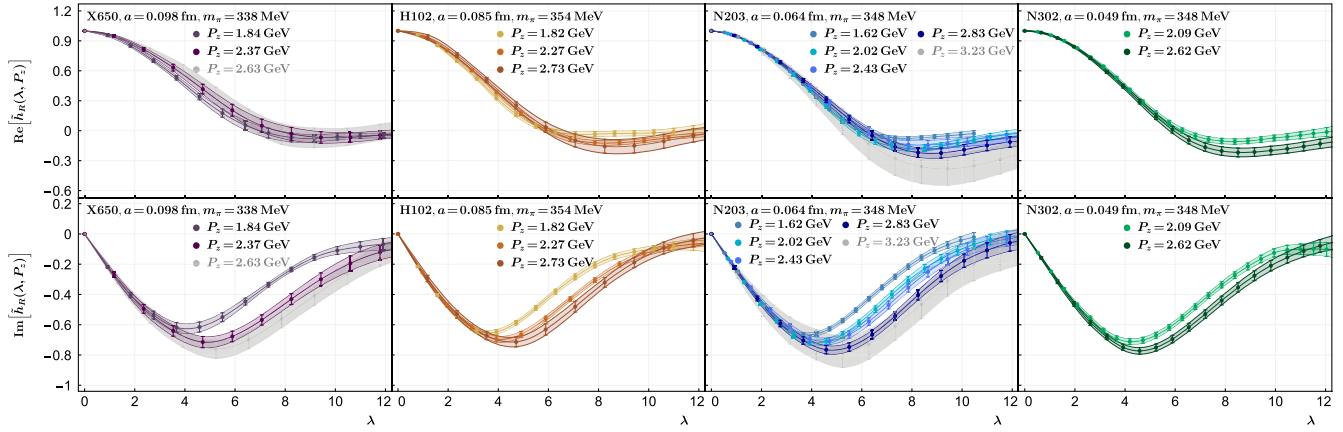 X650, a = 0.098 fm, m_π = 338 MeV
P_z = 1.84 GeV
P_z = 2.37 GeV
P_z = 2.63 GeV
H102, a = 0.085 fm, m_π = 354 MeV
P_z = 1.82 GeV
P_z = 2.27 GeV
P_z = 2.73 GeV
N203, a = 0.064 fm, m_π = 348 MeV
P_z = 1.62 GeV
P_z = 2.83 GeV
P_z = 2.02 GeV
P_z = 3.23 GeV
P_z = 2.43 GeV
N302, a = 0.049 fm, m_π = 348 MeV
P_z = 2.09 GeV
P_z = 2.62 GeV
Re[h̃_R(λ, P_z)]
1.2
0.9
0.6
0.3
0
−0.3
−0.6
X650, a = 0.098 fm, m_π = 338 MeV
P_z = 1.84 GeV
P_z = 2.37 GeV
P_z = 2.63 GeV
H102, a = 0.085 fm, m_π = 354 MeV
P_z = 1.82 GeV
P_z = 2.27 GeV
P_z = 2.73 GeV
N203, a = 0.064 fm, m_π = 348 MeV
P_z = 1.62 GeV
P_z = 2.83 GeV
P_z = 2.02 GeV
P_z = 3.23 GeV
P_z = 2.43 GeV
N302, a = 0.049 fm, m_π = 348 MeV
P_z = 2.09 GeV
P_z = 2.62 GeV
Im[h̃_R(λ, P_z)]
0.2
0
−0.2
−0.4
−0.6
−0.8
−1
0 2 4 6 8 10 12
0 2 4 6 8 10 12
0 2 4 6 8 10 12
0 2 4 6 8 10 12
λ
λ
λ
λ